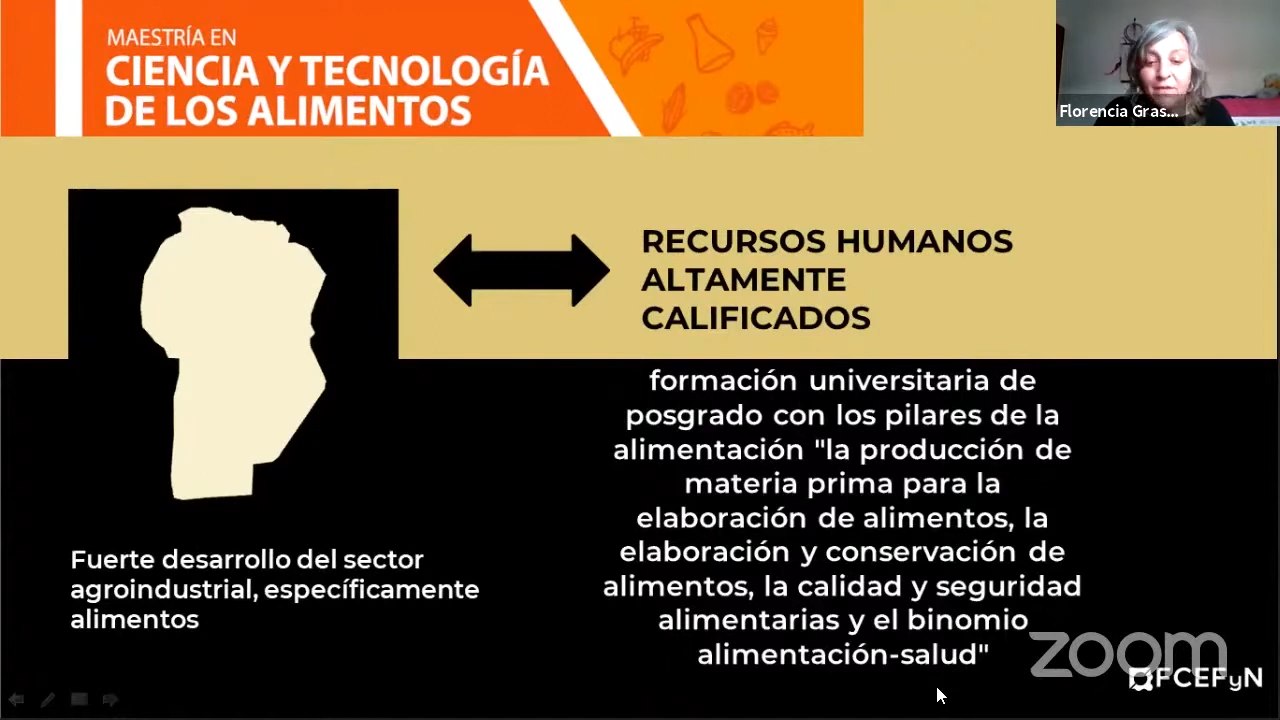 MAESTRÍA EN
CIENCIA Y TECNOLOGÍA
DE LOS ALIMENTOS
Florencia Gras...
RECURSOS HUMANOS
ALTAMENTE
CALIFICADOS
formación universitaria de
posgrado con los pilares de la
alimentación "la producción de
materia prima para la
elaboración de alimentos, la
elaboración y conservación de
alimentos, la calidad y seguridad
alimentarias y el binomio
alimentación-salud"
Fuerte desarrollo del sector
agroindustrial, específicamente
alimentos
zoom
FCEFyN